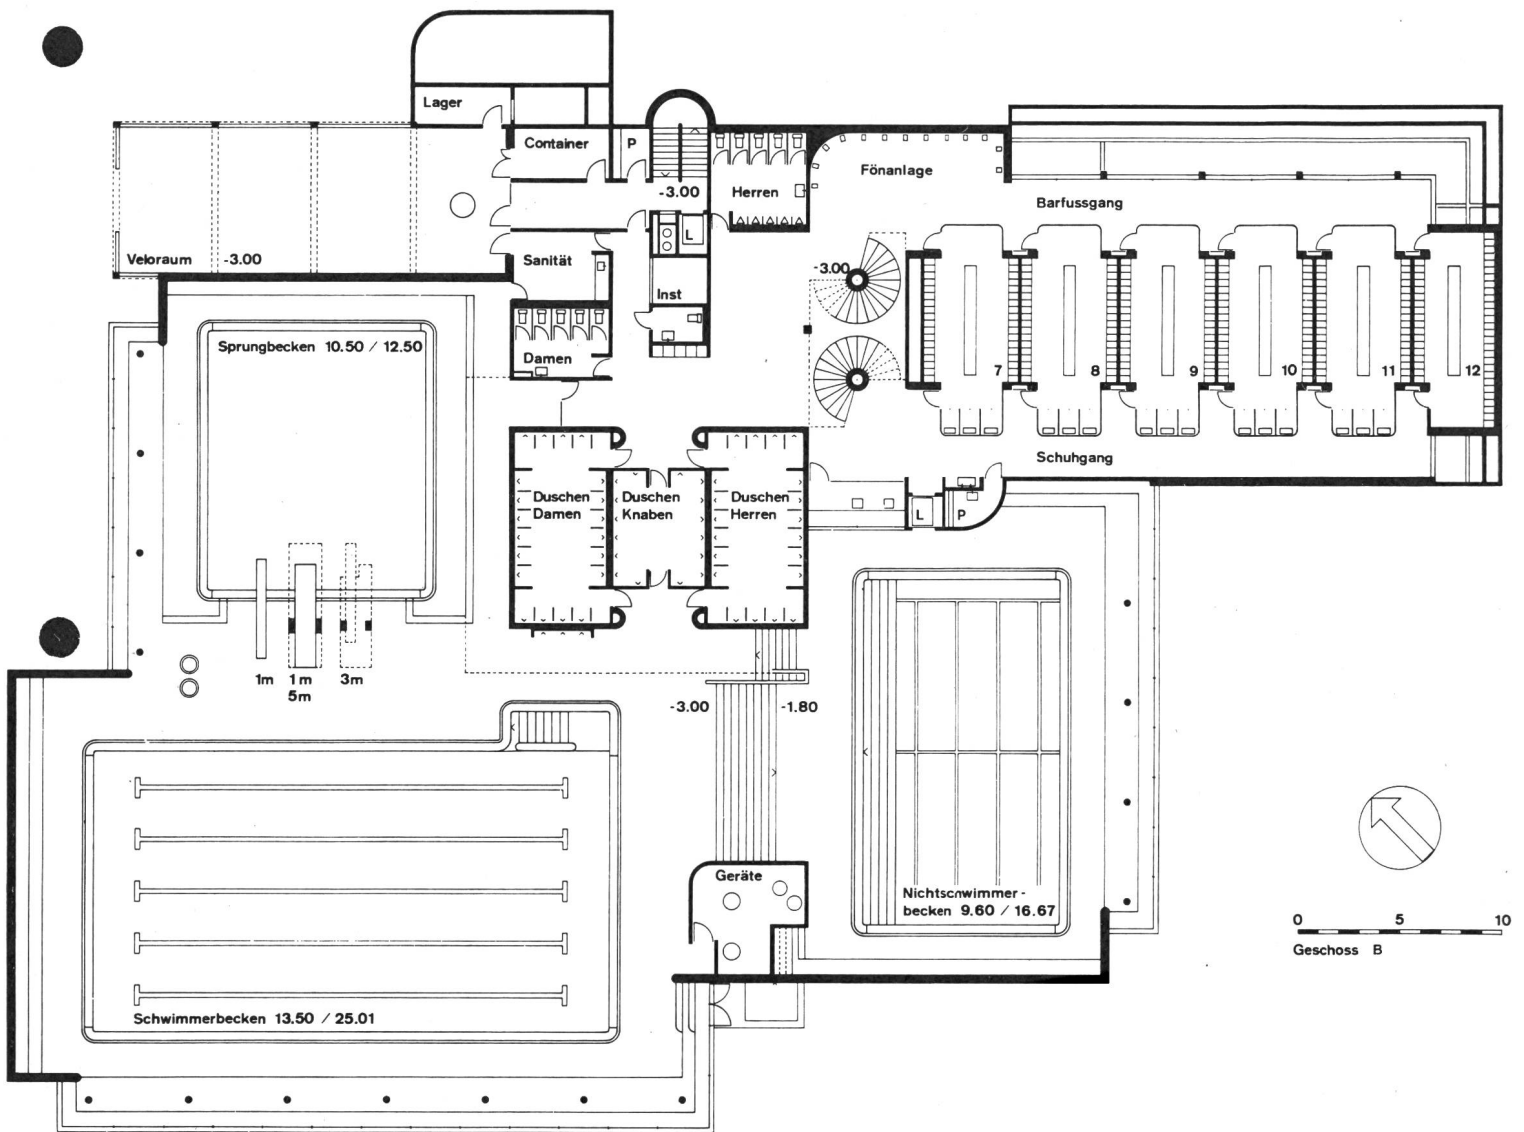 Lager
Container
P
-3.00
Herren
Fönanlage
Barfussgang
L
Veloraum -3.00
Sanität
-3.00
Inst
Sprungbecken 10.50 / 12.50
Damen
7
8
9
10
11
12
Schuhgang
Duschen
Damen
Duschen
Knaben
Duschen
Herren
L
P
1m
1m
5m
3m
-3.00
-1.80
Geräte
Nichtschwimmer-
becken 9.60 / 16.67
0 5 10
Geschoss B
Schwimmerbecken 13.50 / 25.01